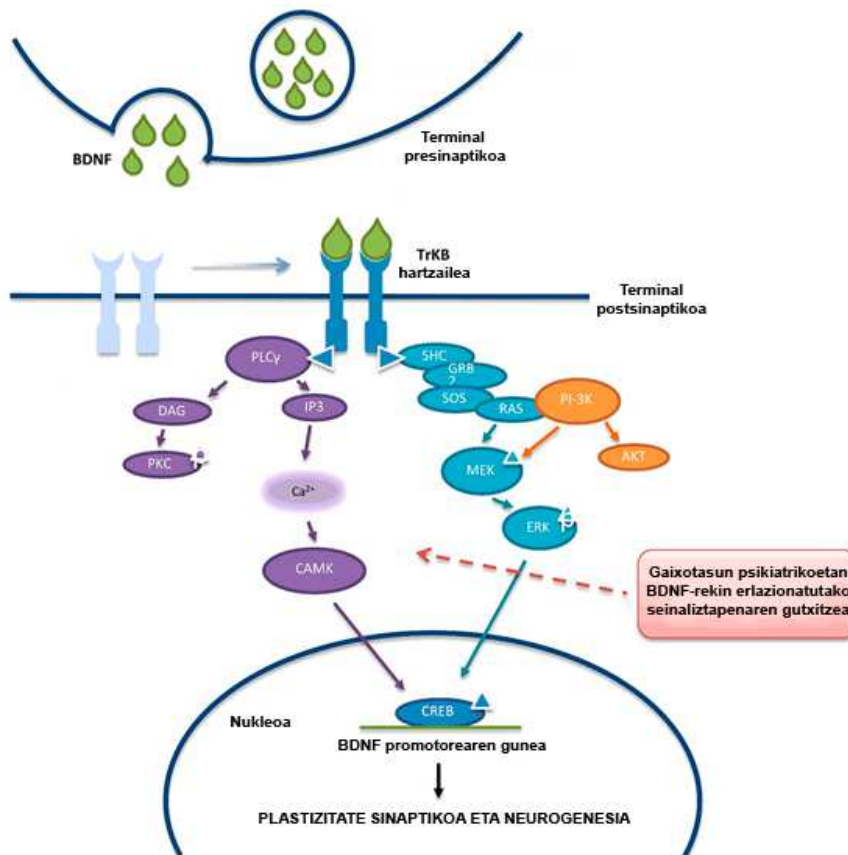 BDNF
Terminal
presinaptikoa
TrKB
hartzailea
Terminal
postsinaptikoa
PLCγ
SHC
GRB
2
SOS
RAS
PI-3K
DAG
IP3
PKC
P
MEK
AKT
Ca²⁺
ERK
P
CAMK
Gaixotasun psikiatrikoetan
BDNF-rekin erlazionatutako
seinaliztapenaren gutxitzea
CREB
Nukleoa
BDNF promotorearen gunea
PLASTIZITATE SINAPTIKOA ETA NEUROGENESIA